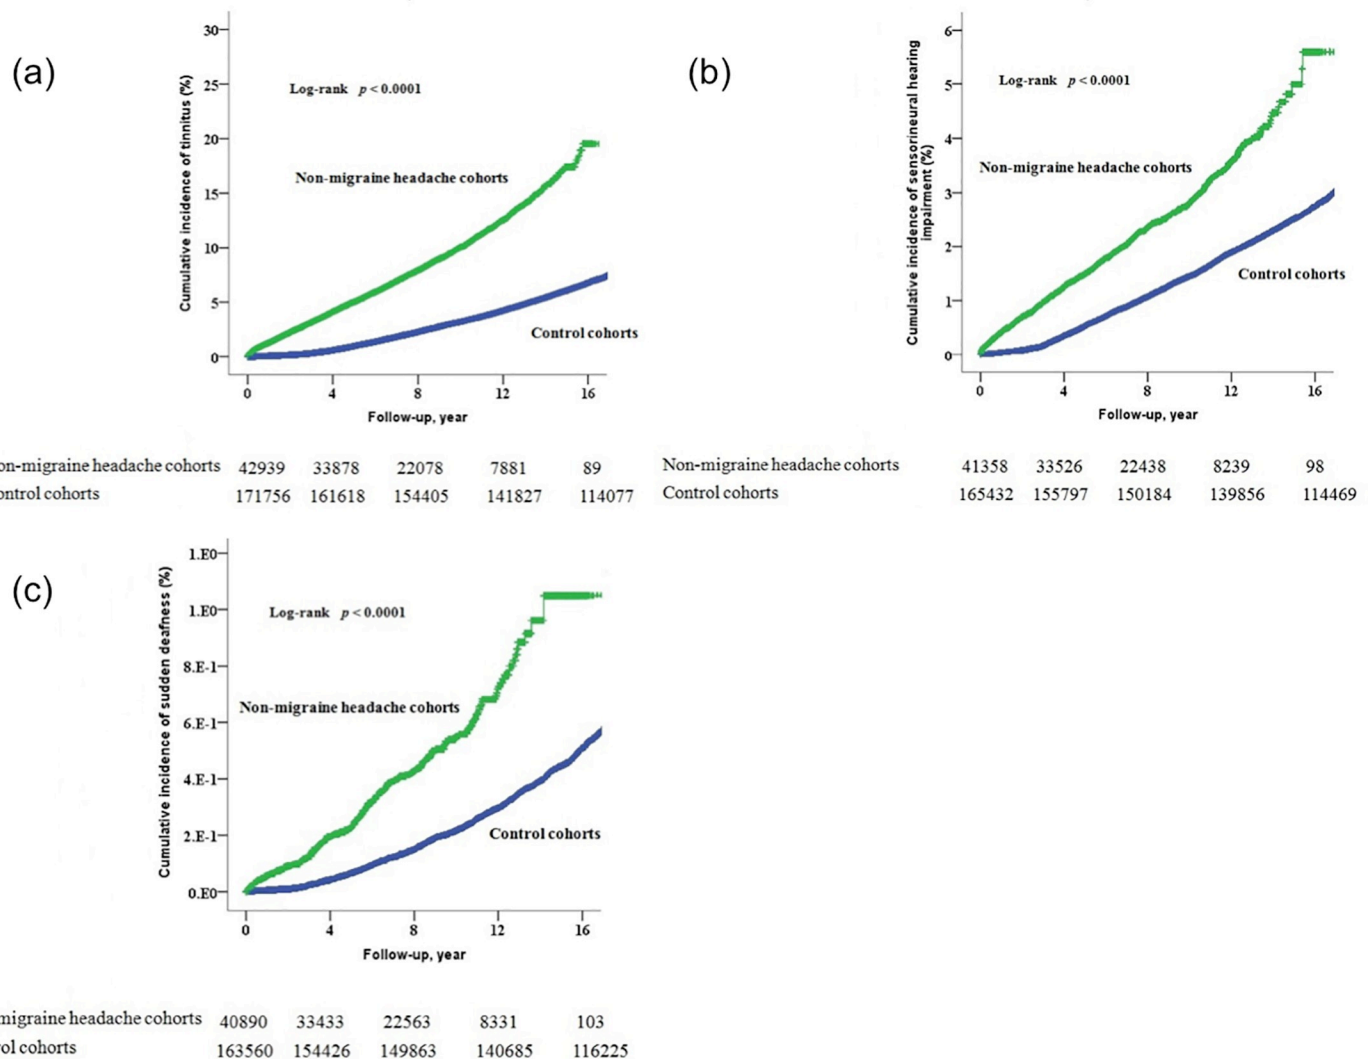 (a)
Cumulative incidence of tinnitus (%)
30
25
20
15
10
5
0
Log-rank p < 0.0001
Non-migraine headache cohorts
Control cohorts
0 4 8 12 16
Follow-up, year
on-migraine headache cohorts 42939 33878 22078 7881 89
ontrol cohorts 171756 161618 154405 141827 114077
(b)
Cumulative incidence of sensorineural hearing
impairment (%)
6
5
4
3
2
1
0
Log-rank p < 0.0001
Non-migraine headache cohorts
Control cohorts
0 4 8 12 16
Follow-up, year
Non-migraine headache cohorts 41358 33526 22438 8239 98
Control cohorts 165432 155797 150184 139856 114469
(c)
Cumulative incidence of sudden deafness (%)
1.E0
1.E0
8.E-1
6.E-1
4.E-1
2.E-1
0.E0
Log-rank p < 0.0001
Non-migraine headache cohorts
Control cohorts
0 4 8 12 16
Follow-up, year
migraine headache cohorts 40890 33433 22563 8331 103
rol cohorts 163560 154426 149863 140685 116225